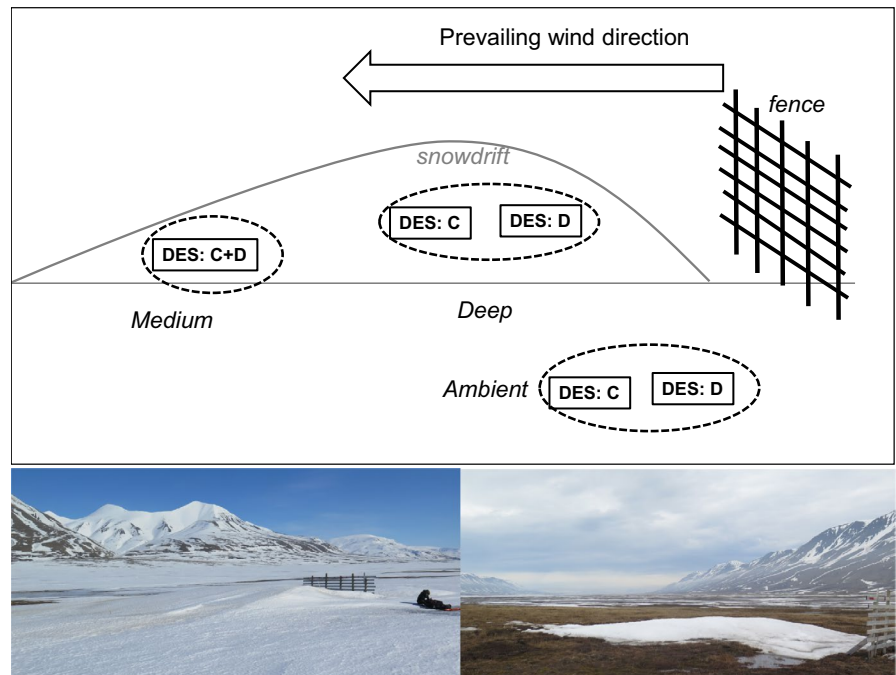 Prevailing wind direction
fence
snowdrift
DES: C
DES: D
DES: C+D
Medium
Deep
Ambient
DES: C
DES: D